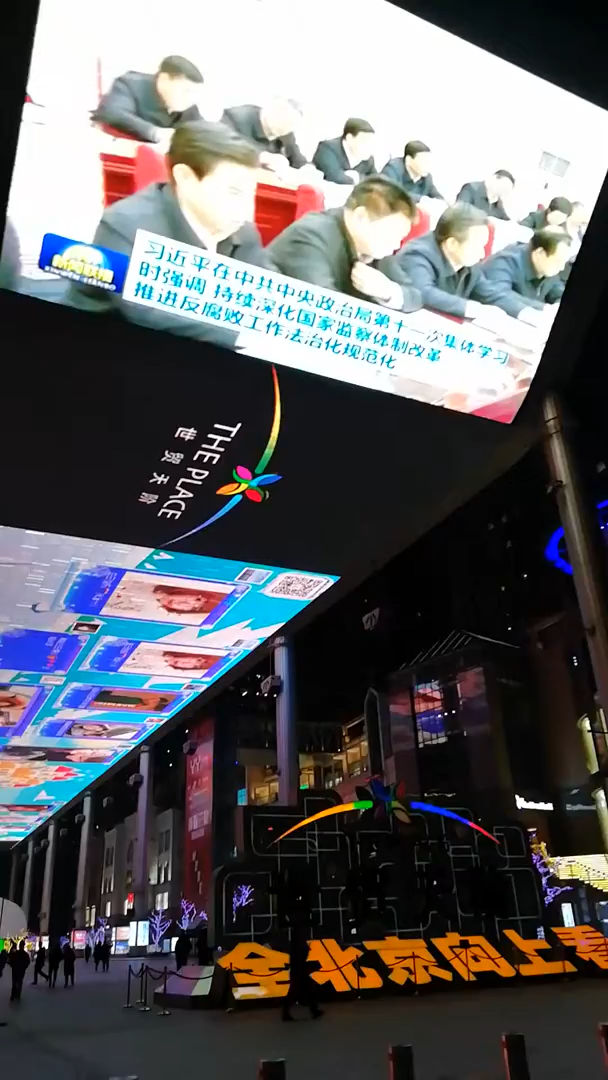 新闻联播
XINWEN LIANBO
习近平在中共中央政治局第十一次集体学习
时强调 持续深化国家监察体制改革
推进反腐败工作法治化规范化
THE PLACE
世贸天阶
全北京向上看